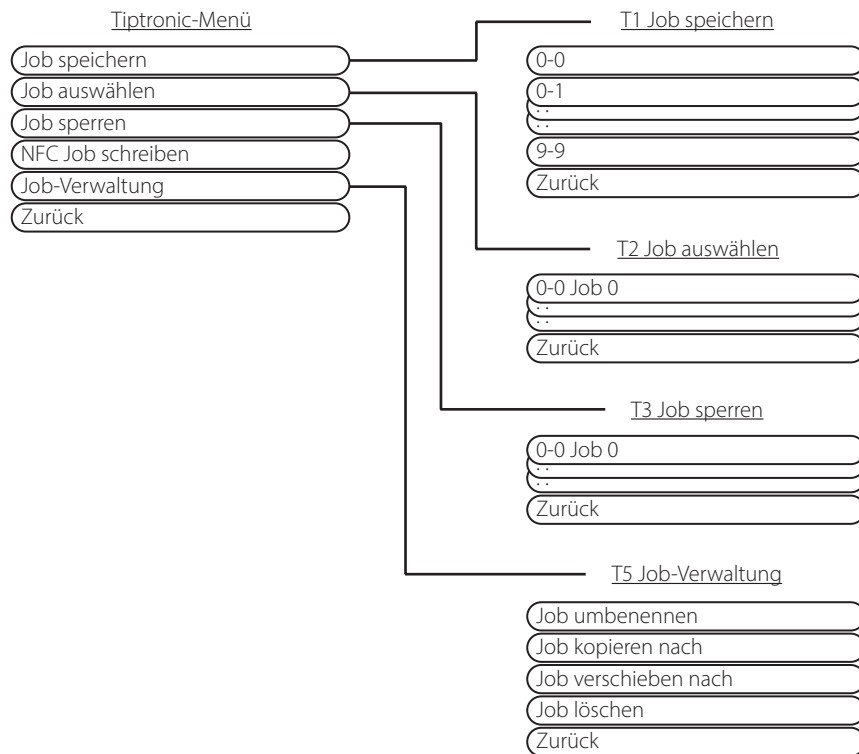 Tiptronic-Menü
Job speichern
Job auswählen
Job sperren
NFC Job schreiben
Job-Verwaltung
Zurück
T1 Job speichern
0-0
0-1
. .
. .
9-9
Zurück
T2 Job auswählen
0-0 Job 0
. .
. .
Zurück
T3 Job sperren
0-0 Job 0
. .
. .
Zurück
T5 Job-Verwaltung
Job umbenennen
Job kopieren nach
Job verschieben nach
Job löschen
Zurück